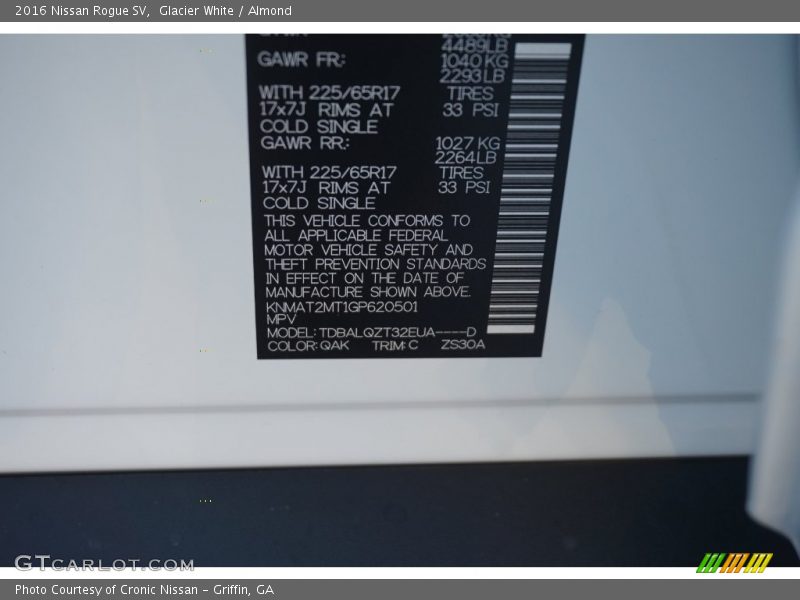 2016 Nissan Rogue SV,  Glacier White / Almond
4489LB
GAWR FR: 1040 KG
2293 LB
WITH 225/65R17 TIRES
17x7J RIMS AT 33 PSI
COLD SINGLE
GAWR RR: 1027 KG
2264LB
WITH 225/65R17 TIRES
17x7J RIMS AT 33 PSI
COLD SINGLE
THIS VEHICLE CONFORMS TO
ALL APPLICABLE FEDERAL
MOTOR VEHICLE SAFETY AND
THEFT PREVENTION STANDARDS
IN EFFECT ON THE DATE OF
MANUFACTURE SHOWN ABOVE.
KNMAT2MT1GP620501
MPV
MODEL: TDBALQZT32EUA----D
COLOR: QAK TRIM: C ZS30A
GTCARLOT.COM
Photo Courtesy of Cronic Nissan – Griffin, GA